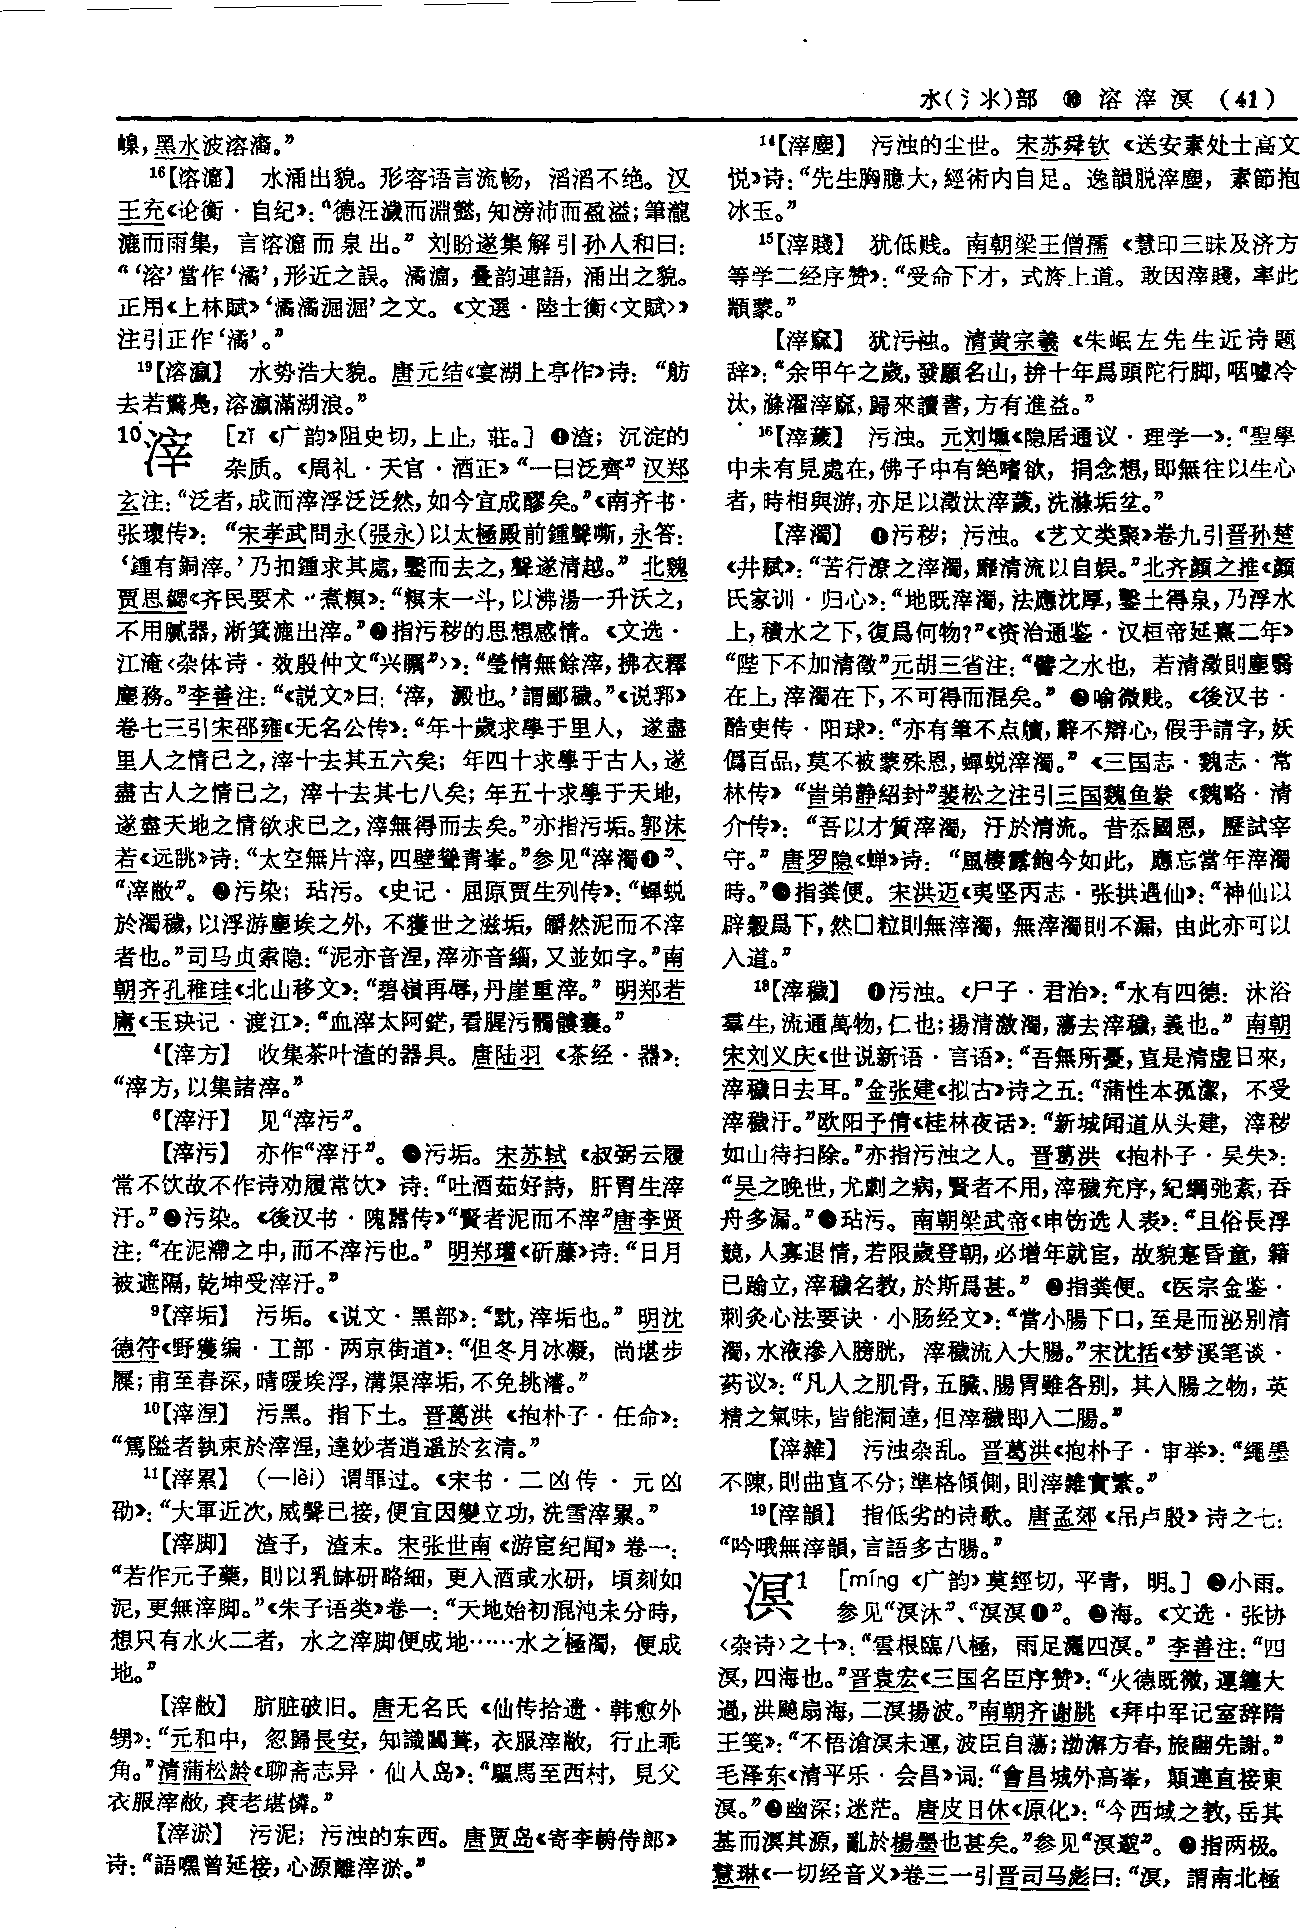 水(氵氺)部 ⑩ 溶 滓 溟 (41)
嵲，黑水波溶㵝。”
16【溶滵】 水涌出貌。形容语言流畅，滔滔不绝。汉
王充《论衡·自纪》：“德汪濊而淵懿，知滂沛而盈溢；筆瀧
漉而雨集，言溶㴋而泉出。” 刘盼遂集解引孙人和曰：
“‘溶’當作‘潏’，形近之誤。潏㴋，疊韵連語，涌出之貌。
正用《上林賦》‘潏潏淈淈’之文。《文選·陸士衡〈文賦〉》
注引正作‘潏’。”
19【溶瀛】 水势浩大貌。唐元结《宴湖上亭作》诗：“舫
去若驚鳧，溶瀛滿湖浪。”
10滓 ［zǐ 《广韵》阻史切，上止，莊。］ ❶渣；沉淀的
杂质。《周礼·天官·酒正》“一曰泛齊”汉郑
玄注：“泛者，成而滓浮泛泛然，如今宜成醪矣。”《南齐书·
张瓌传》：“宋孝武問永（張永）以太極殿前鍾聲嘶，永答：
‘鍾有銅滓。’乃扣鍾求其處，鑿而去之，聲遂清越。” 北魏
贾思勰《齐民要术·煮糗》：“糗末一斗，以沸湯一升沃之，
不用膩器，淅箕漉出滓。”❷指污秽的思想感情。《文选·
江淹〈杂体诗·效殷仲文“兴瞩”〉》：“瑩情無餘滓，拂衣釋
塵務。”李善注：“《説文》曰：‘滓，澱也。’謂鄙穢。”《说郛》
卷七三引宋邵雍《无名公传》：“年十歲求學于里人，遂盡
里人之情己之，滓十去其五六矣；年四十求學于古人，遂
盡古人之情已之，滓十去其七八矣；年五十求學于天地，
遂盡天地之情欲求已之，滓無得而去矣。”亦指污垢。郭沫
若《远眺》诗：“太空無片滓，四壁聳青峯。”参见“滓濁❶”、
“滓敝”。❸污染；玷污。《史记·屈原贾生列传》：“蟬蜕
於濁穢，以浮游塵埃之外，不獲世之滋垢，皭然泥而不滓
者也。”司马贞索隐：“泥亦音涅，滓亦音緇，又並如字。”南
朝齐孔稚珪《北山移文》：“碧嶺再辱，丹崖重滓。” 明郑若
庸《玉玦记·渡江》：“血滓太阿鋩，看腥污髑髏囊。”
4【滓方】 收集茶叶渣的器具。唐陆羽《茶经·器》：
“滓方，以集諸滓。”
6【滓汙】 见“滓污”。
【滓污】 亦作“滓汙”。❶污垢。宋苏轼《叔弼云履
常不饮故不作诗劝履常饮》诗：“吐酒茹好詩，肝胃生滓
汙。”❷污染。《後汉书·隗嚣传》“賢者泥而不滓”唐李贤
注：“在泥滯之中，而不滓污也。” 明郑瓘《斫藤》诗：“日月
被遮隔，乾坤受滓汙。”
9【滓垢】 污垢。《说文·黑部》：“黕，滓垢也。” 明沈
德符《野獲编·工部·两京街道》：“但冬月冰凝，尚堪步
屧；甫至春深，晴暖埃浮，溝渠滓垢，不免挑濬。”
10【滓涅】 污黑。指下土。晋葛洪《抱朴子·任命》：
“篤隘者執束於滓涅，達妙者逍遥於玄清。”
11【滓累】 （—lèi）谓罪过。《宋书·二凶传·元凶
劭》：“大軍近次，威聲已接，便宜因變立功，洗雪滓累。”
【滓脚】 渣子，渣末。宋张世南《游宦纪闻》卷一：
“若作元子藥，則以乳缽研略細，更入酒或水研，頃刻如
泥，更無滓脚。”《朱子语类》卷一：“天地始初混沌未分時，
想只有水火二者，水之滓脚便成地……水之極濁，便成
地。”
【滓敝】 肮脏破旧。唐无名氏《仙传拾遗·韩愈外
甥》：“元和中，忽歸長安，知識闒茸，衣服滓敝，行止乖
角。”清蒲松龄《聊斋志异·仙人岛》：“驅馬至西村，見父
衣服滓敝，衰老堪憐。”
【滓淤】 污泥；污浊的东西。唐贾岛《寄李輈侍郎》
诗：“語嘿曾延接，心源離滓淤。”
14【滓塵】 污浊的尘世。宋苏舜钦《送安素处士高文
悦》诗：“先生胸臆大，經術内自足。逸韻脱滓塵，素節抱
冰玉。”
15【滓賤】 犹低贱。南朝梁王僧孺《慧印三昧及济方
等学二经序赞》：“受命下才，式旌上道。敢因滓賤，率此
顓蒙。”
【滓窳】 犹污浊。清黄宗羲《朱岷左先生近诗题
辞》：“余甲午之歲，發願名山，拚十年爲頭陀行脚，咽噱冷
汰，滌濯滓窳，歸來讀書，方有進益。”
16【滓薉】 污浊。元刘壎《隐居通议·理学一》：“聖學
中未有見處在，佛子中有絶嗜欲，捐念想，即無往以生心
者，時相與游，亦足以澂汰滓薉，洗滌垢坌。”
【滓濁】 ❶污秽；污浊。《艺文类聚》卷九引晋孙楚
《井賦》：“苦行潦之滓濁，靡清流以自娱。”北齐颜之推《颜
氏家训·归心》：“地既滓濁，法應沈厚，鑿土得泉，乃浮水
上，積水之下，復爲何物？”《资治通鉴·汉桓帝延熹二年》
“陛下不加清徵”元胡三省注：“譬之水也，若清澂則塵翳
在上，滓濁在下，不可得而混矣。” ❷喻微贱。《後汉书·
酷吏传·阳球》：“亦有筆不点牘，辭不辯心，假手請字，妖
僞百品，莫不被蒙殊恩，蟬蜕滓濁。”《三国志·魏志·常
林传》“旹弟静紹封”裴松之注引三国魏鱼豢《魏略·清
介传》：“吾以才質滓濁，汙於清流。昔忝國恩，歷試宰
守。” 唐罗隐《蝉》诗：“風棲露飽今如此，應忘當年滓濁
時。”❸指粪便。宋洪迈《夷坚丙志·张拱遇仙》：“神仙以
辟穀爲下，然囗粒則無滓濁，無滓濁則不漏，由此亦可以
入道。”
18【滓穢】 ❶污浊。《尸子·君治》：“水有四德：沐浴
羣生，流通萬物，仁也；揚清激濁，蕩去滓穢，義也。” 南朝
宋刘义庆《世说新语·言语》：“吾無所憂，直是清虚日來，
滓穢日去耳。”金张建《拟古》诗之五：“蒲性本孤潔，不受
滓穢汙。”欧阳予倩《桂林夜话》：“新城闻道从头建，滓秽
如山待扫除。”亦指污浊之人。晋葛洪《抱朴子·吴失》：
“吴之晚世，尤劇之病，賢者不用，滓穢充序，紀綱弛紊，吞
舟多漏。”❷玷污。南朝梁武帝《申饬选人表》：“且俗長浮
競，人寡退情，若限歲登朝，必增年就宦，故貌寔昏童，籍
已踰立，滓穢名教，於斯爲甚。” ❸指粪便。《医宗金鉴·
刺灸心法要诀·小肠经文》：“當小腸下口，至是而泌别清
濁，水液渗入膀胱，滓穢流入大腸。”宋沈括《梦溪笔谈·
药议》：“凡人之肌骨，五臟、腸胃雖各别，其入腸之物，英
精之氣味，皆能洞達，但滓穢即入二腸。”
【滓雜】 污浊杂乱。晋葛洪《抱朴子·审举》：“繩墨
不陳，則曲直不分；準格傾側，則滓雜實繁。”
19【滓韻】 指低劣的诗歌。唐孟郊《吊卢殷》诗之七：
“吟哦無滓韻，言語多古腸。”
溟1 ［míng 《广韵》莫經切，平青，明。］ ❶小雨。
参见“溟沐”、“溟溟❶”。❷海。《文选·张协
〈杂诗〉之十》：“雲根臨八極，雨足灑四溟。” 李善注：“四
溟，四海也。”晋袁宏《三国名臣序赞》：“火德既微，運纏大
過，洪飈扇海，二溟揚波。”南朝齐谢朓《拜中军记室辞隋
王笺》：“不悟滄溟未運，波臣自蕩；渤澥方春，旅翮先謝。”
毛泽东《清平乐·会昌》词：“會昌城外高峯，顛連直接東
溟。”❸幽深；迷茫。唐皮日休《原化》：“今西域之教，岳其
基而溟其源，亂於楊墨也甚矣。”参见“溟邈”。❹指两极。
慧琳《一切经音义》卷三一引晋司马彪曰：“溟，謂南北極